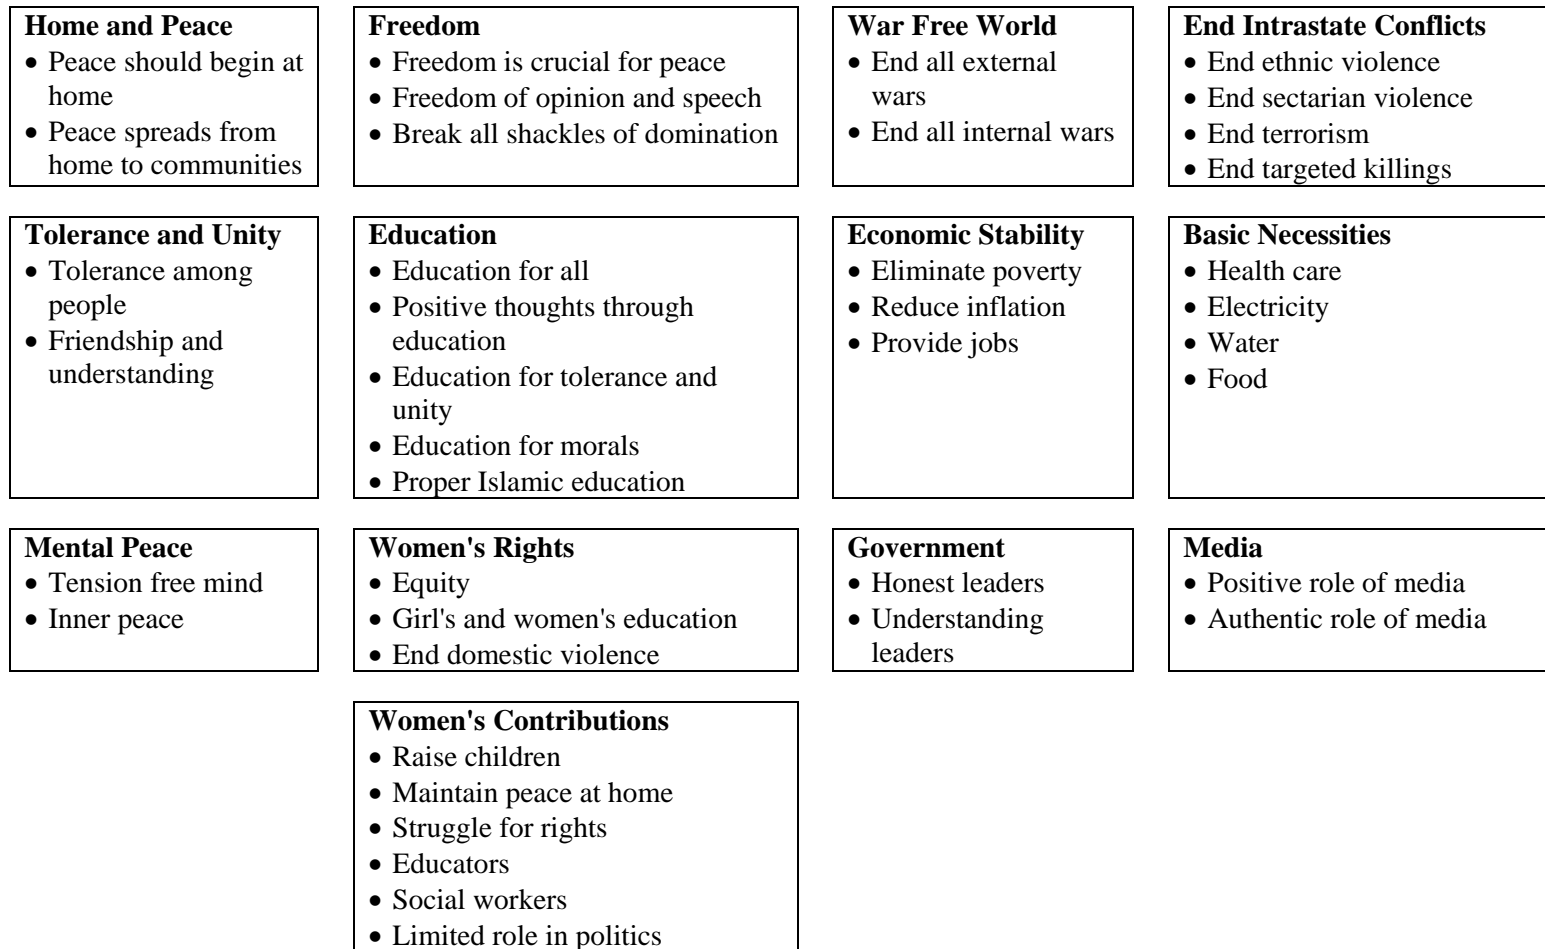 Home and Peace
• Peace should begin at
home
• Peace spreads from
home to communities
Freedom
• Freedom is crucial for peace
• Freedom of opinion and speech
• Break all shackles of domination
War Free World
• End all external
wars
• End all internal wars
End Intrastate Conflicts
• End ethnic violence
• End sectarian violence
• End terrorism
• End targeted killings
Tolerance and Unity
• Tolerance among
people
• Friendship and
understanding
Education
• Education for all
• Positive thoughts through
education
• Education for tolerance and
unity
• Education for morals
• Proper Islamic education
Economic Stability
• Eliminate poverty
• Reduce inflation
• Provide jobs
Basic Necessities
• Health care
• Electricity
• Water
• Food
Mental Peace
• Tension free mind
• Inner peace
Women's Rights
• Equity
• Girl's and women's education
• End domestic violence
Government
• Honest leaders
• Understanding
leaders
Media
• Positive role of media
• Authentic role of media
Women's Contributions
• Raise children
• Maintain peace at home
• Struggle for rights
• Educators
• Social workers
• Limited role in politics